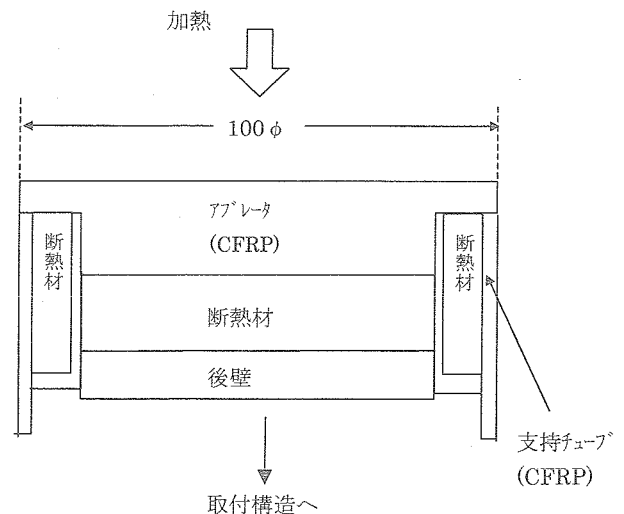 加熱
100φ
アブレータ
(CFRP)
断熱材
断熱材
断熱材
後壁
支持チューブ
(CFRP)
取付構造へ